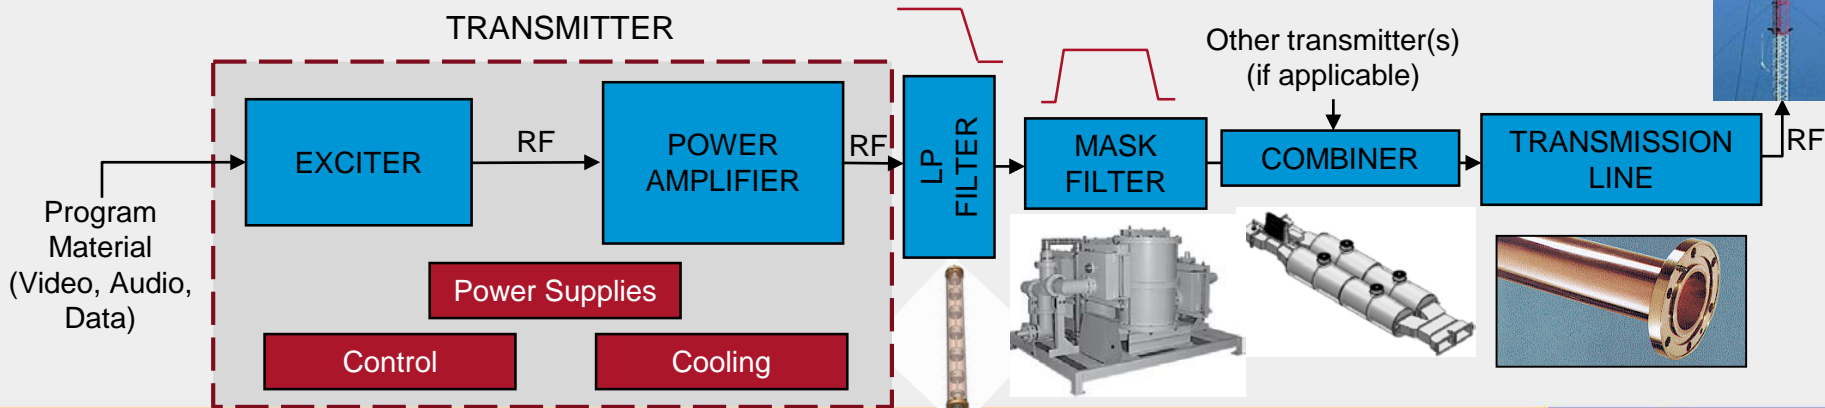 TRANSMITTER
Other transmitter(s)
(if applicable)
EXCITER
RF
POWER
AMPLIFIER
RF
LP
FILTER
MASK
FILTER
COMBINER
TRANSMISSION
LINE
RF
Program
Material
(Video, Audio,
Data)
Power Supplies
Control
Cooling